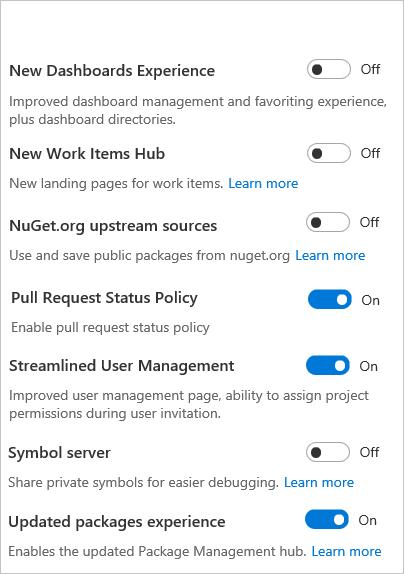 New Dashboards Experience Off
Improved dashboard management and favoriting experience,
plus dashboard directories.
New Work Items Hub Off
New landing pages for work items. Learn more
NuGet.org upstream sources Off
Use and save public packages from nuget.org Learn more
Pull Request Status Policy On
Enable pull request status policy
Streamlined User Management On
Improved user management page, ability to assign project
permissions during user invitation.
Symbol server Off
Share private symbols for easier debugging. Learn more
Updated packages experience On
Enables the updated Package Management hub. Learn more